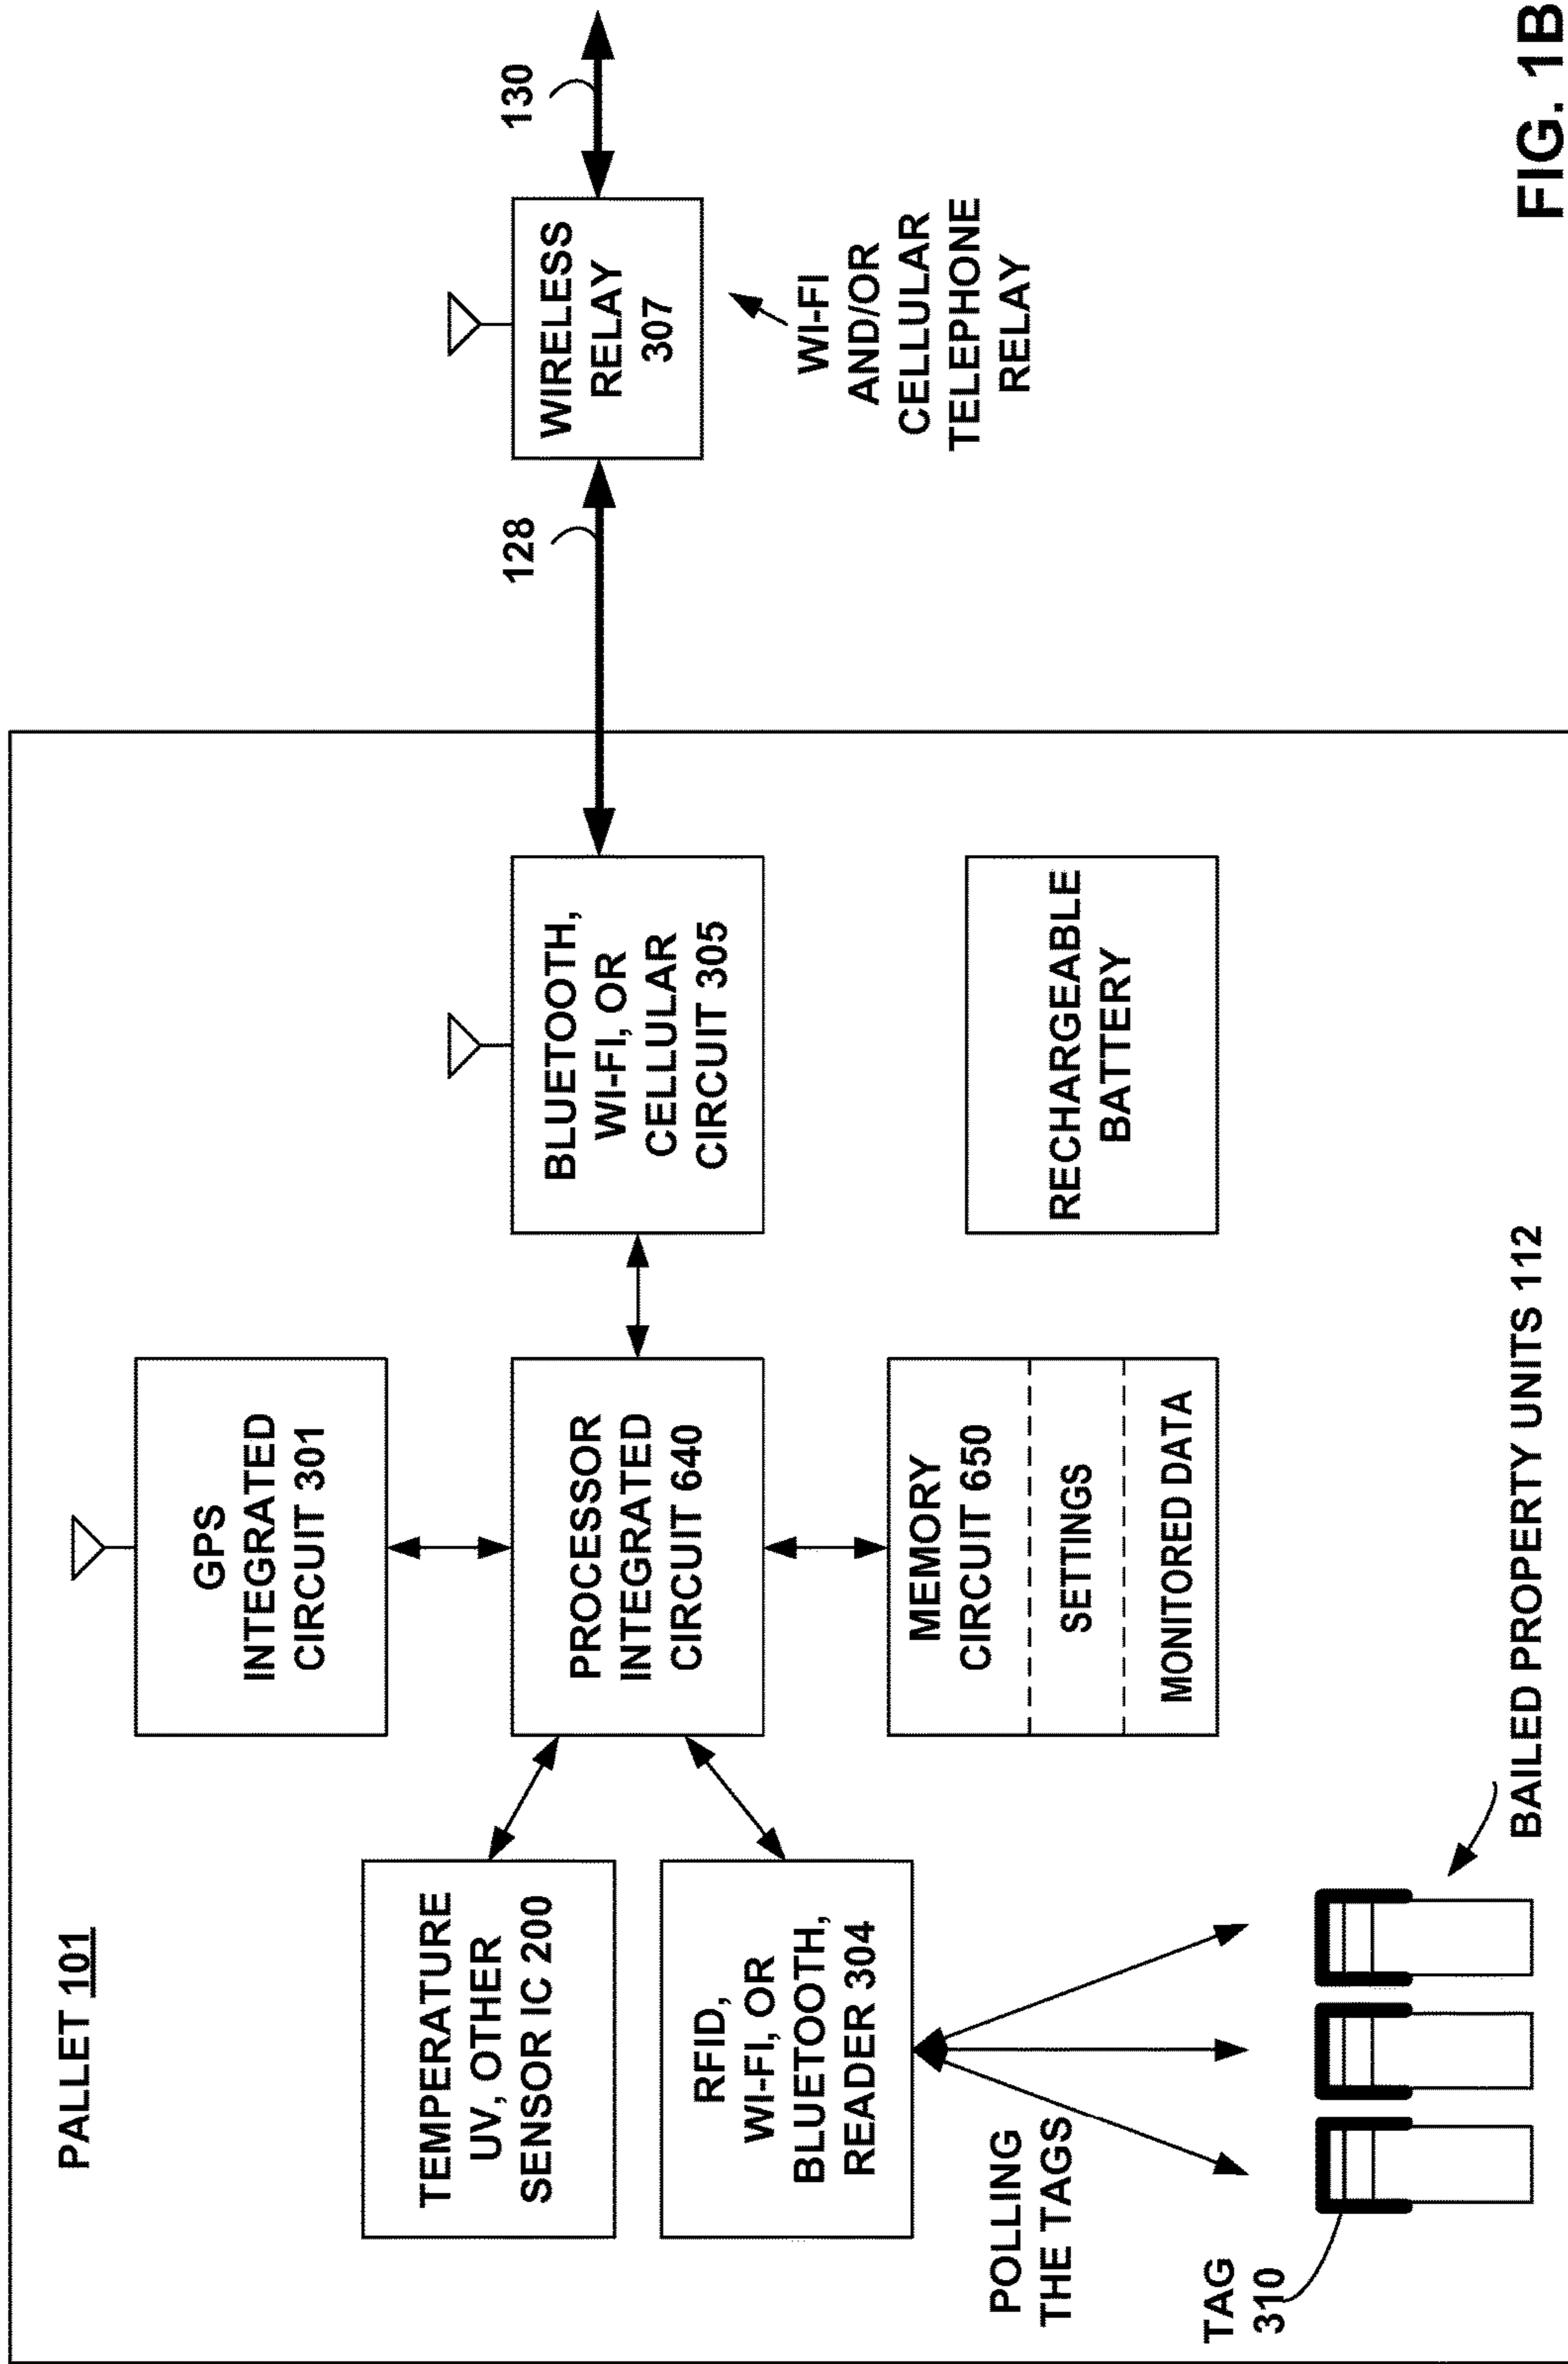 PALLET 101
GPS
INTEGRATED
CIRCUIT 301
TEMPERATURE
UV, OTHER
SENSOR IC 200
PROCESSOR
INTEGRATED
CIRCUIT 640
BLUETOOTH,
WI-FI, OR
CELLULAR
CIRCUIT 305
128
WIRELESS
RELAY
307
130
WI-FI
AND/OR
CELLULAR
TELEPHONE
RELAY
RFID,
WI-FI, OR
BLUETOOTH,
READER 304
MEMORY
CIRCUIT 650
SETTINGS
MONITORED DATA
RECHARGEABLE
BATTERY
POLLING
THE TAGS
TAG
310
BAILED PROPERTY UNITS 112
FIG. 1B